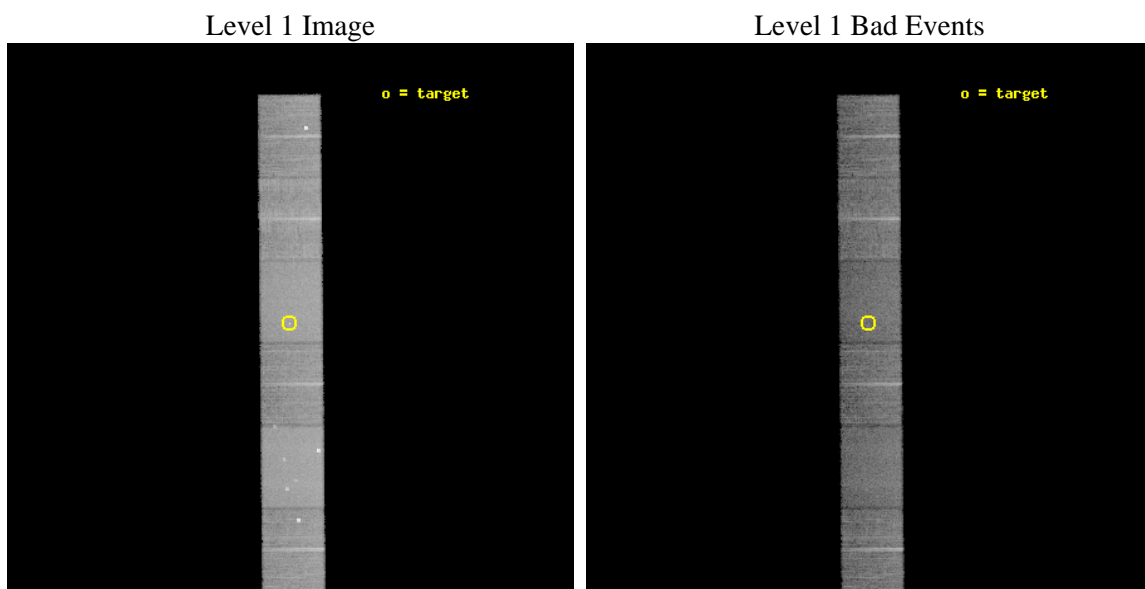 Level 1 Image
Level 1 Bad Events
o = target
o = target